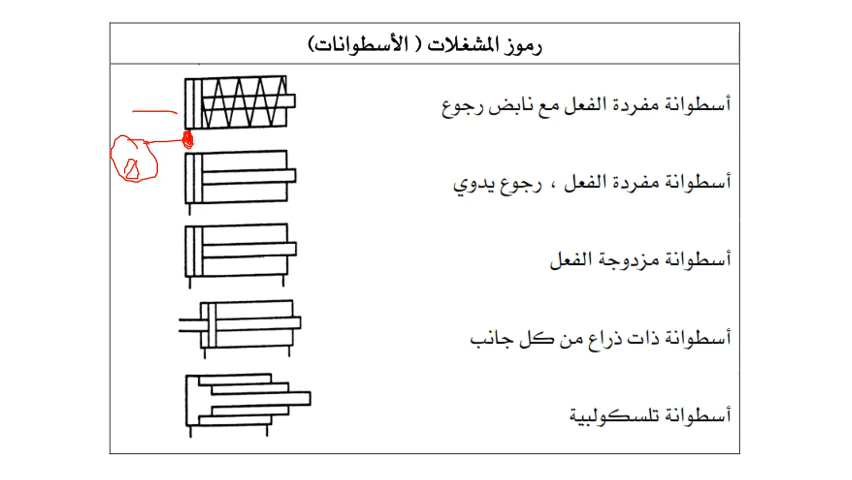 رموز المشغلات ( الأسطوانات)
أسطوانة مفردة الفعل مع نابض رجوع
أسطوانة مفردة الفعل ، رجوع يدوي
أسطوانة مزدوجة الفعل
أسطوانة ذات ذراع من كل جانب
أسطوانة تلسكولبية